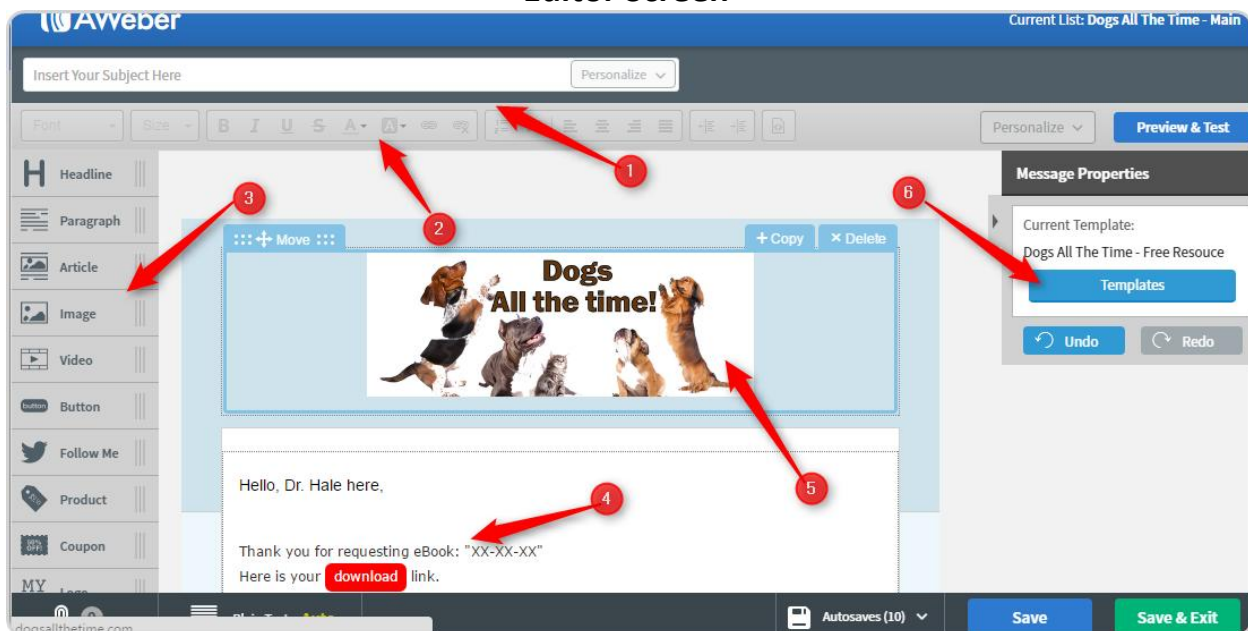 AWeber
Current List: Dogs All The Time - Main
Insert Your Subject Here
Personalize
Font
Size
B I U S A A
Personalize
Preview & Test
1
2
3
4
5
6
Headline
Paragraph
Article
Image
Video
button Button
Follow Me
Product
50% OFF! Coupon
MY
Move
+ Copy
× Delete
Dogs
All the time!
Message Properties
Current Template:
Dogs All The Time - Free Resouce
Templates
Undo
Redo
Hello, Dr. Hale here,
Thank you for requesting eBook: "XX-XX-XX"
Here is your download link.
Autosaves (10)
Save
Save & Exit
dogsallthetime.com